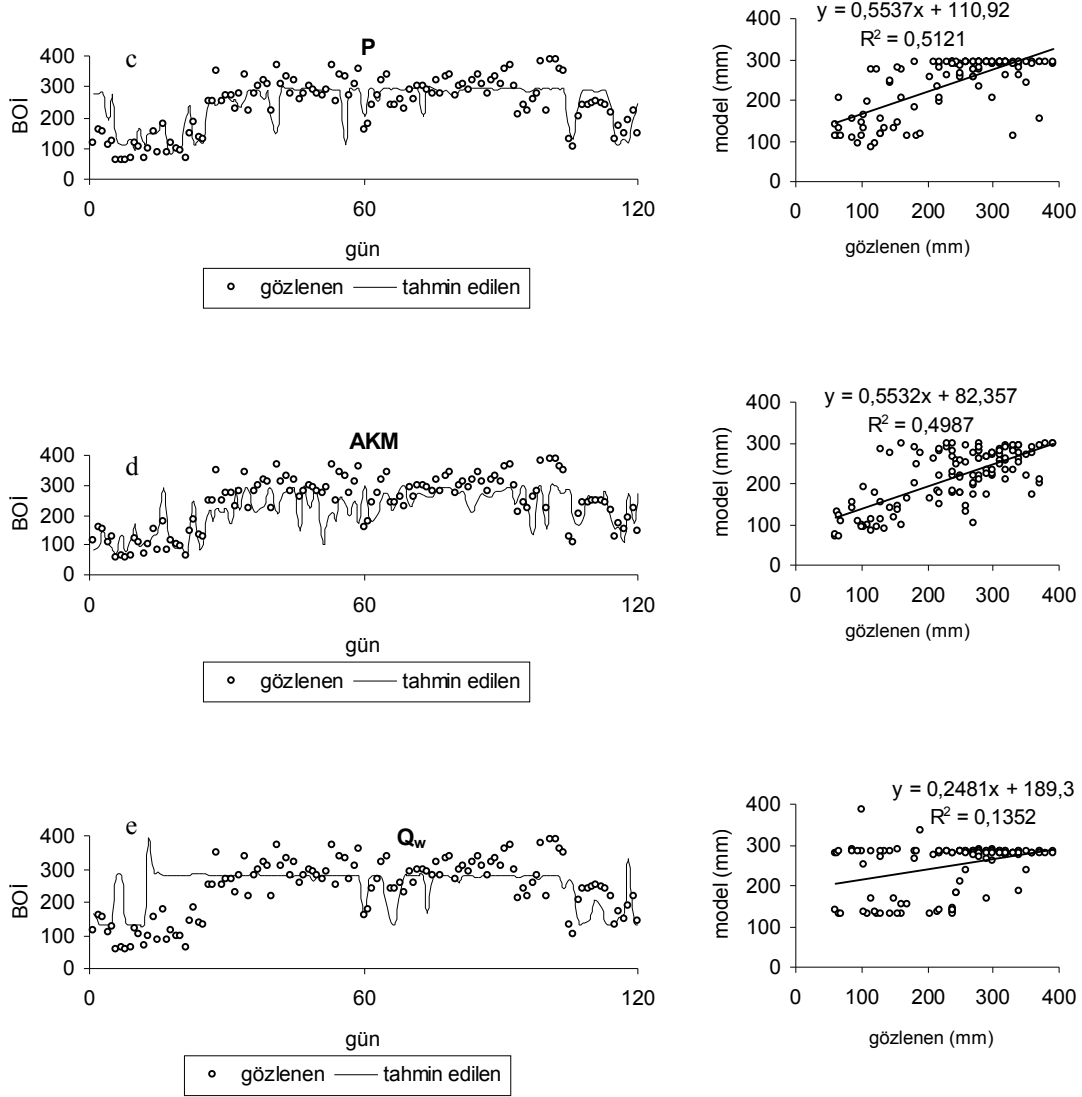 c
P
400
300
200
100
0
BOİ
0
60
120
gün
gözlenen
tahmin edilen
y = 0,5537x + 110,92
R² = 0,5121
400
300
200
100
0
model (mm)
0
100
200
300
400
gözlenen (mm)
d
AKM
400
300
200
100
0
BOİ
0
60
120
gün
gözlenen
tahmin edilen
y = 0,5532x + 82,357
R² = 0,4987
400
300
200
100
0
model (mm)
0
100
200
300
400
gözlenen (mm)
e
Qw
400
300
200
100
0
BOİ
0
60
120
gün
gözlenen
tahmin edilen
y = 0,2481x + 189,3
R² = 0,1352
400
300
200
100
0
model (mm)
0
100
200
300
400
gözlenen (mm)